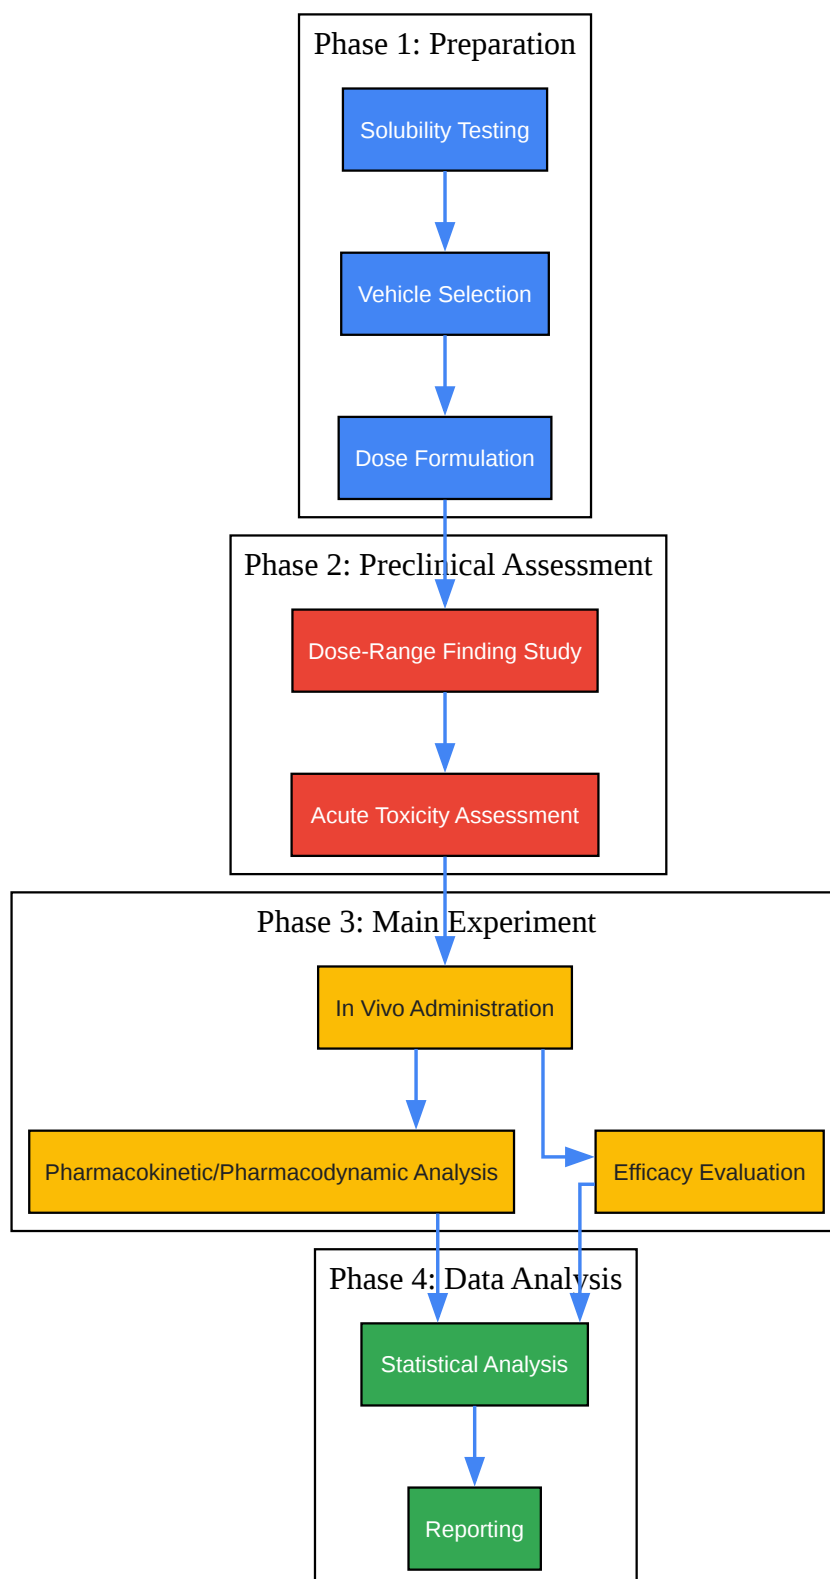 Phase 1: Preparation
Solubility Testing
Vehicle Selection
Dose Formulation
Phase 2: Preclinical Assessment
Dose-Range Finding Study
Acute Toxicity Assessment
Phase 3: Main Experiment
In Vivo Administration
Pharmacokinetic/Pharmacodynamic Analysis
Efficacy Evaluation
Phase 4: Data Analysis
Statistical Analysis
Reporting